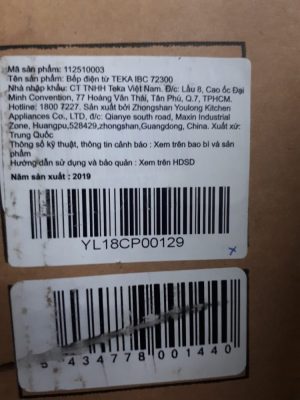 Mã sản phẩm: 112510003
Tên sản phẩm: Bếp điện từ TEKA IBC 72300
Nhà nhập khẩu: CT TNHH Teka Việt Nam. Đ/c: Lầu 8, Cao ốc Đại
Minh Convention, 77 Hoàng Văn Thái, Tân Phú, Q.7, TPHCM.
Hotline: 1800 7227. Sản xuất bởi Zhongshan Youlong Kitchen
Appliances Co., LTD, đ/c: Qianye south road, Maxin Industrial
Zone, Huangpu,528429,zhongshan,Guangdong, China. Xuất xứ:
Trung Quốc
Thông số kỹ thuật, thông tin cảnh báo : Xem trên bao bì và sản
phẩm
Hướng dẫn sử dụng và bảo quản : Xem trên HDSD
Năm sản xuất : 2019
YL18CP00129
434778 001440